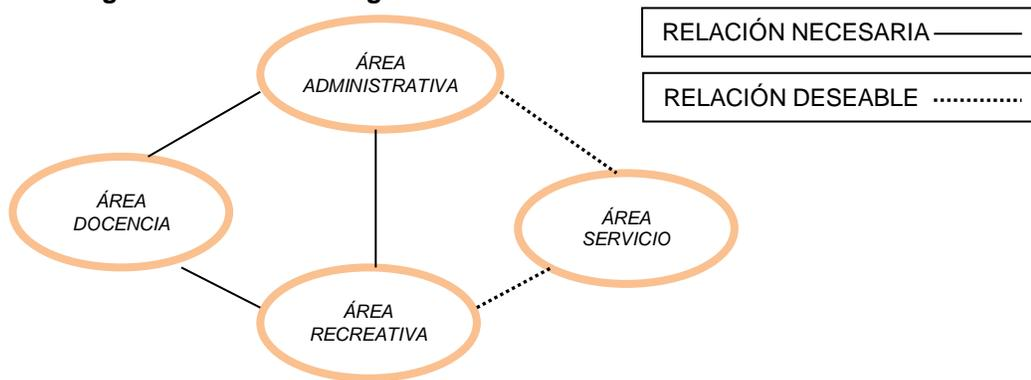 RELACIÓN NECESARIA
RELACIÓN DESEABLE
ÁREA
ADMINISTRATIVA
ÁREA
DOCENCIA
ÁREA
SERVICIO
ÁREA
RECREATIVA